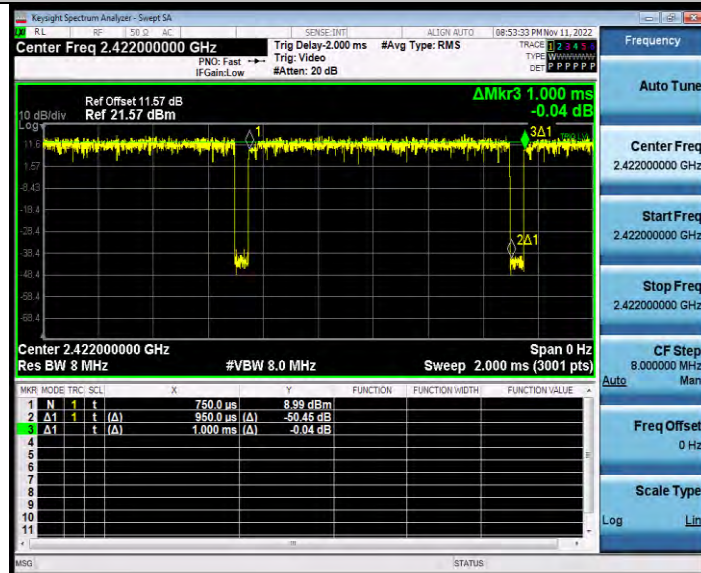 Keysight Spectrum Analyzer - Swept SA
LXI RL RF 50 Ω AC SENSE:INT ALIGN AUTO 08:53:33 PM Nov 11, 2022
Center Freq 2.422000000 GHz
Trig Delay-2.000 ms #Avg Type: RMS
TRACE 1 2 3 4 5 6
PNO: Fast Trig: Video
TYPE WWWWWW
IFGain:Low #Atten: 20 dB
DET P P P P P P
ΔMkr3 1.000 ms
-0.04 dB
Ref Offset 11.57 dB
10 dB/div Ref 21.57 dBm
Log
1
3Δ1
TRIG LVL
2Δ1
11.6
1.57
-8.43
-18.4
-28.4
-38.4
-48.4
-58.4
-68.4
Center 2.422000000 GHz Span 0 Hz
Res BW 8 MHz #VBW 8.0 MHz Sweep 2.000 ms (3001 pts)
MKR MODE TRC SCL X Y FUNCTION FUNCTION WIDTH FUNCTION VALUE
1 N 1 t 750.0 µs 8.99 dBm
2 Δ1 1 t (Δ) 950.0 µs (Δ) -50.45 dB
3 Δ1 t (Δ) 1.000 ms (Δ) -0.04 dB
4
5
6
7
8
9
10
11
MSG STATUS
Frequency
Auto Tune
Center Freq
2.422000000 GHz
Start Freq
2.422000000 GHz
Stop Freq
2.422000000 GHz
CF Step
8.000000 MHz
Auto Man
Freq Offset
0 Hz
Scale Type
Log Lin